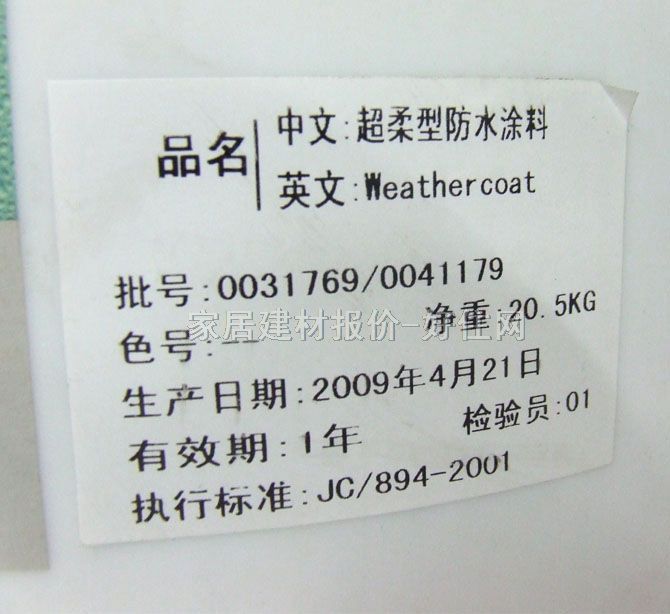 品名
中文:超柔型防水涂料
英文:Weathercoat
批号:0031769/0041179
色号:一
净重:20.5KG
家居建材报价-好住网
生产日期:2009年4月21日
有效期:1年
检验员:01
执行标准:JC/894-2001